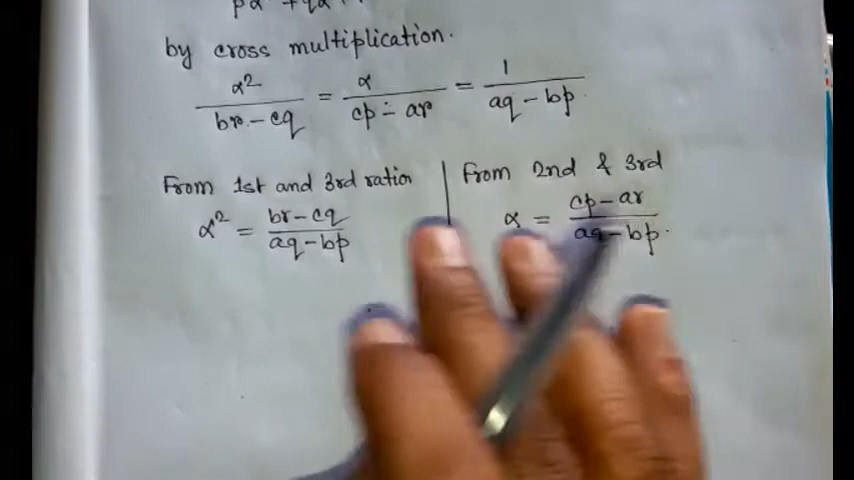 by cross multiplication.
α² / (br - cq) = α / (cp - ar) = 1 / (aq - bp)
From 1st and 3rd ration
α² = (br - cq) / (aq - bp)
From 2nd & 3rd
α = (cp - ar) / (aq - bp).